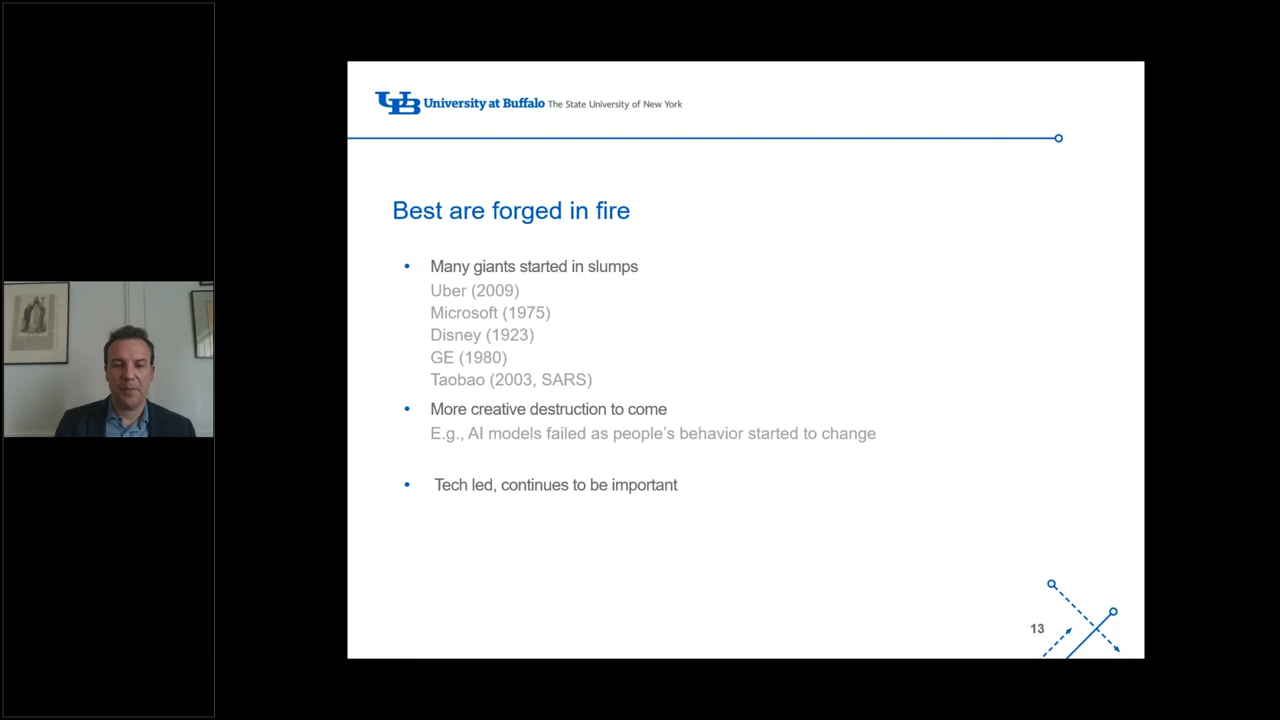 UB University at Buffalo The State University of New York
Best are forged in fire
• Many giants started in slumps
Uber (2009)
Microsoft (1975)
Disney (1923)
GE (1980)
Taobao (2003, SARS)
• More creative destruction to come
E.g., AI models failed as people's behavior started to change
• Tech led, continues to be important
13